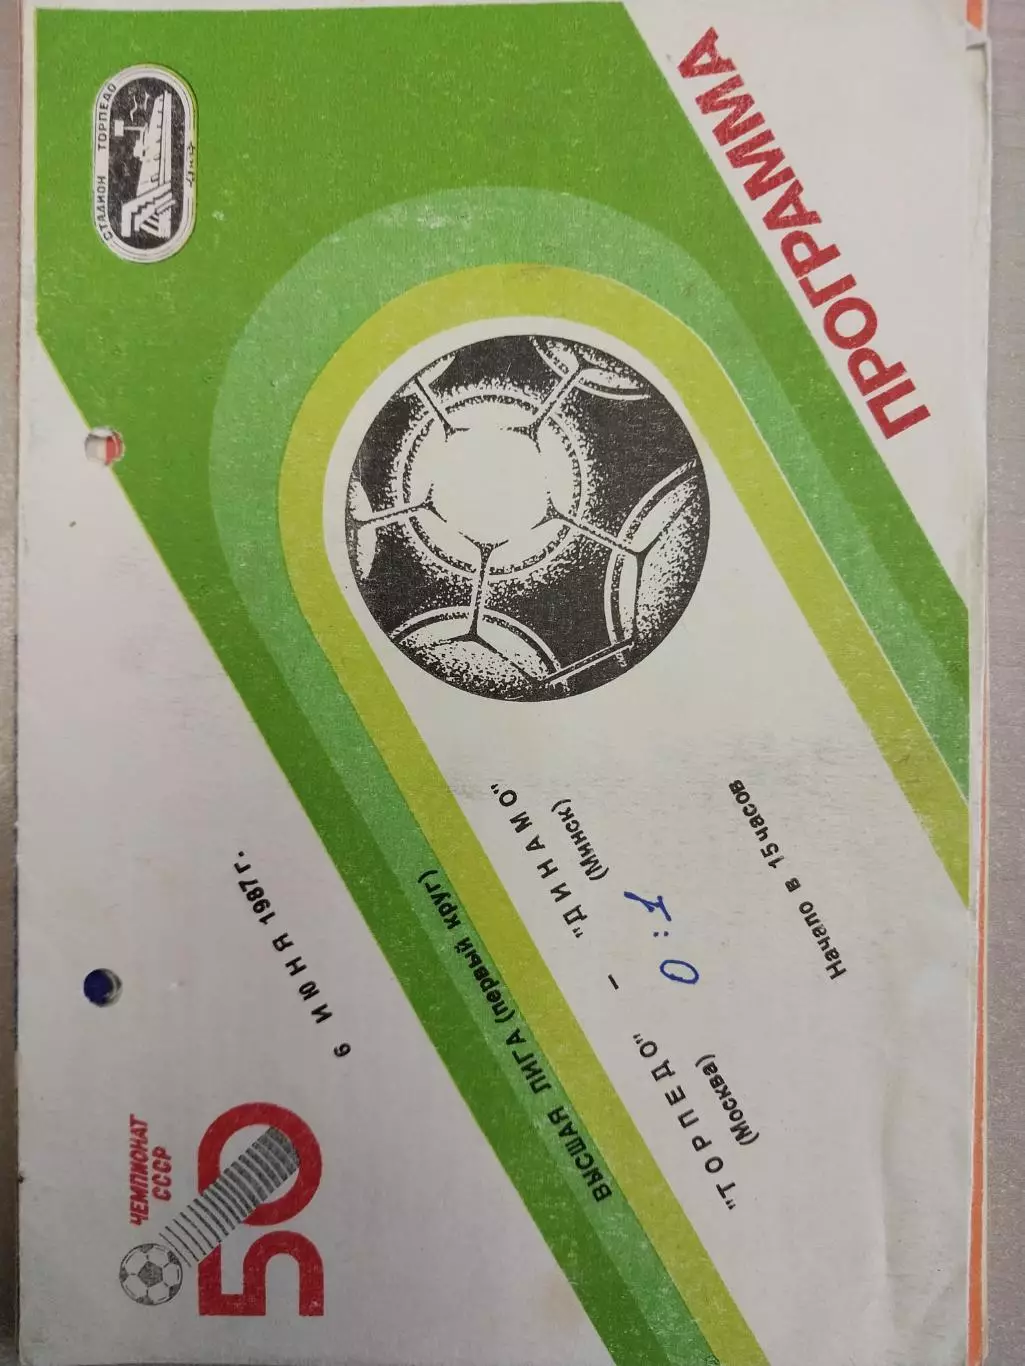 СТАДИОН ТОРПЕДО
ПРОГРАММА
6 ИЮНЯ 1987 г.
ВЫСШАЯ ЛИГА (первый круг)
"ТОРПЕДО" – "ДИНАМО"
(Москва) (Минск)
0:1
Начало в 15 часов
ЧЕМПИОНАТ
СССР
50